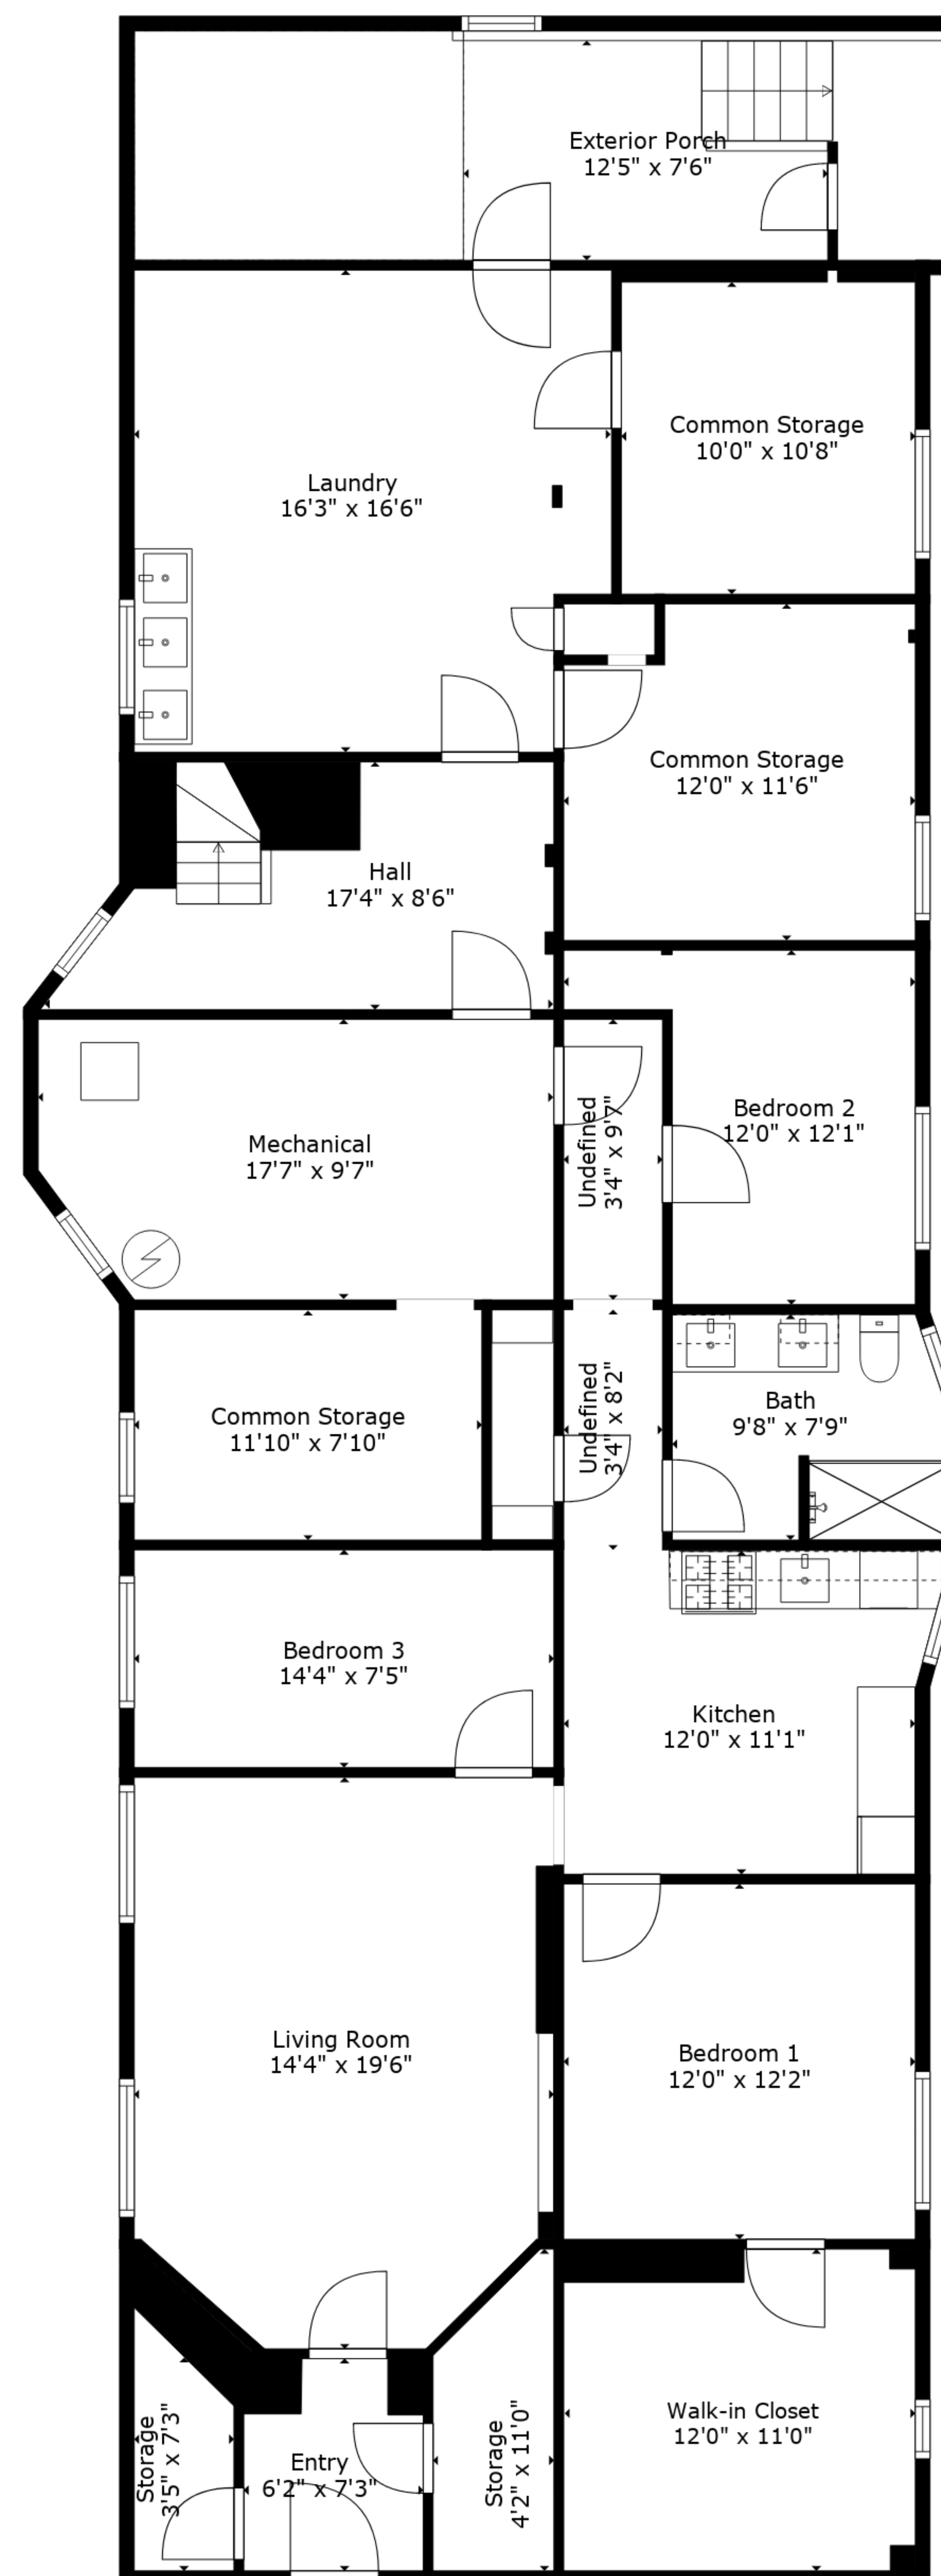 Exterior Porch
12'5" x 7'6"
Common Storage
10'0" x 10'8"
Laundry
16'3" x 16'6"
Common Storage
12'0" x 11'6"
Hall
17'4" x 8'6"
Bedroom 2
12'0" x 12'1"
Mechanical
17'7" x 9'7"
Undefined
3'4" x 9'7"
Undefined
3'4" x 8'2"
Bath
9'8" x 7'9"
Common Storage
11'10" x 7'10"
Bedroom 3
14'4" x 7'5"
Kitchen
12'0" x 11'1"
Living Room
14'4" x 19'6"
Bedroom 1
12'0" x 12'2"
Walk-in Closet
12'0" x 11'0"
Storage
3'5" x 7'3"
Entry
6'2" x 7'3"
Storage
4'2" x 11'0"